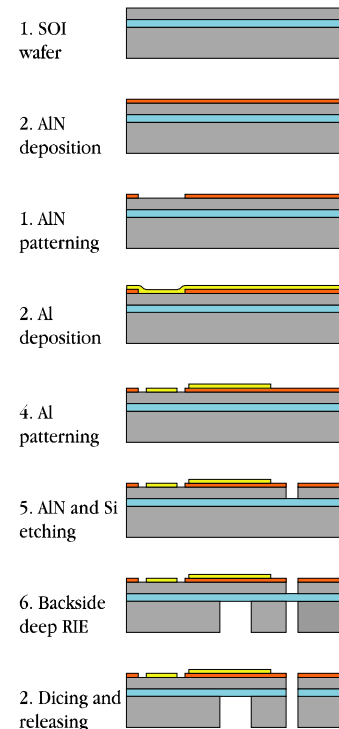 1. SOI
wafer
2. AlN
deposition
1. AlN
patterning
2. Al
deposition
4. Al
patterning
5. AlN and Si
etching
6. Backside
deep RIE
2. Dicing and
releasing